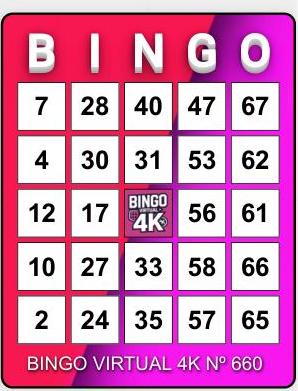 B I N G O
7 28 40 47 67
4 30 31 53 62
12 17 BINGO VIRTUAL 4K 56 61
10 27 33 58 66
2 24 35 57 65
BINGO VIRTUAL 4K Nº 660